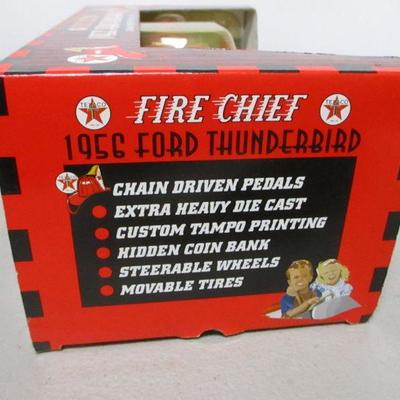 TEXACO FIRE CHIEF TEXACO
1956 FORD THUNDERBIRD
CHAIN DRIVEN PEDALS
EXTRA HEAVY DIE CAST
CUSTOM TAMPO PRINTING
HIDDEN COIN BANK
STEERABLE WHEELS
MOVABLE TIRES